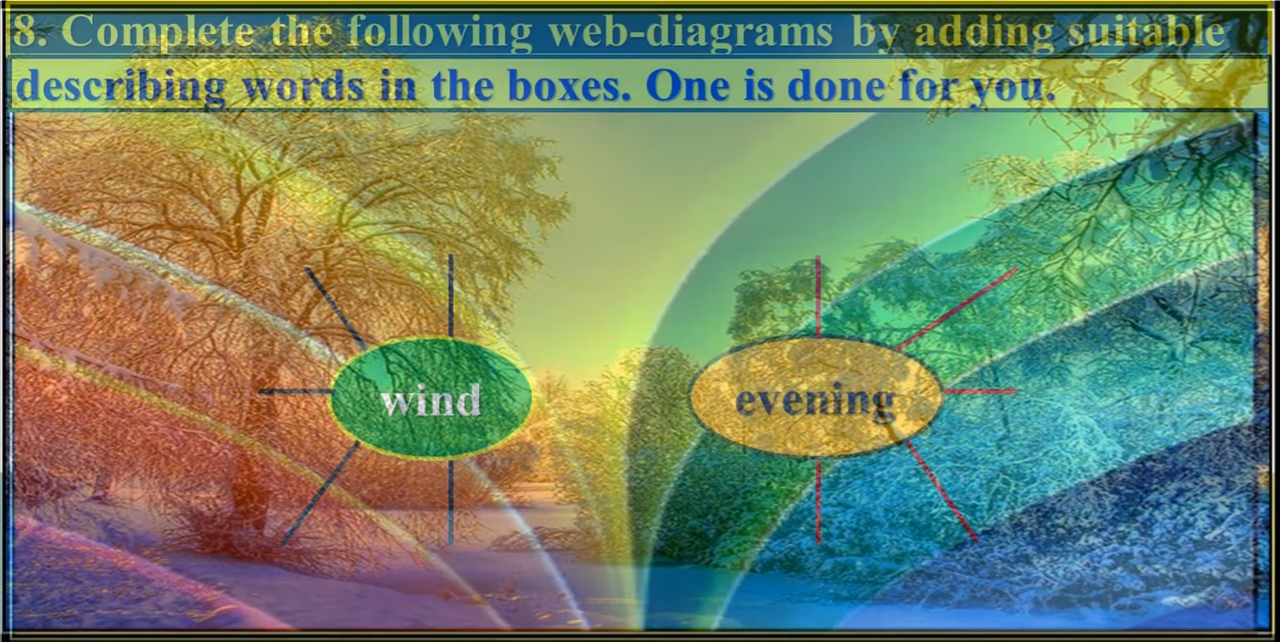 8. Complete the following web-diagrams by adding suitable
describing words in the boxes. One is done for you.
wind
evening